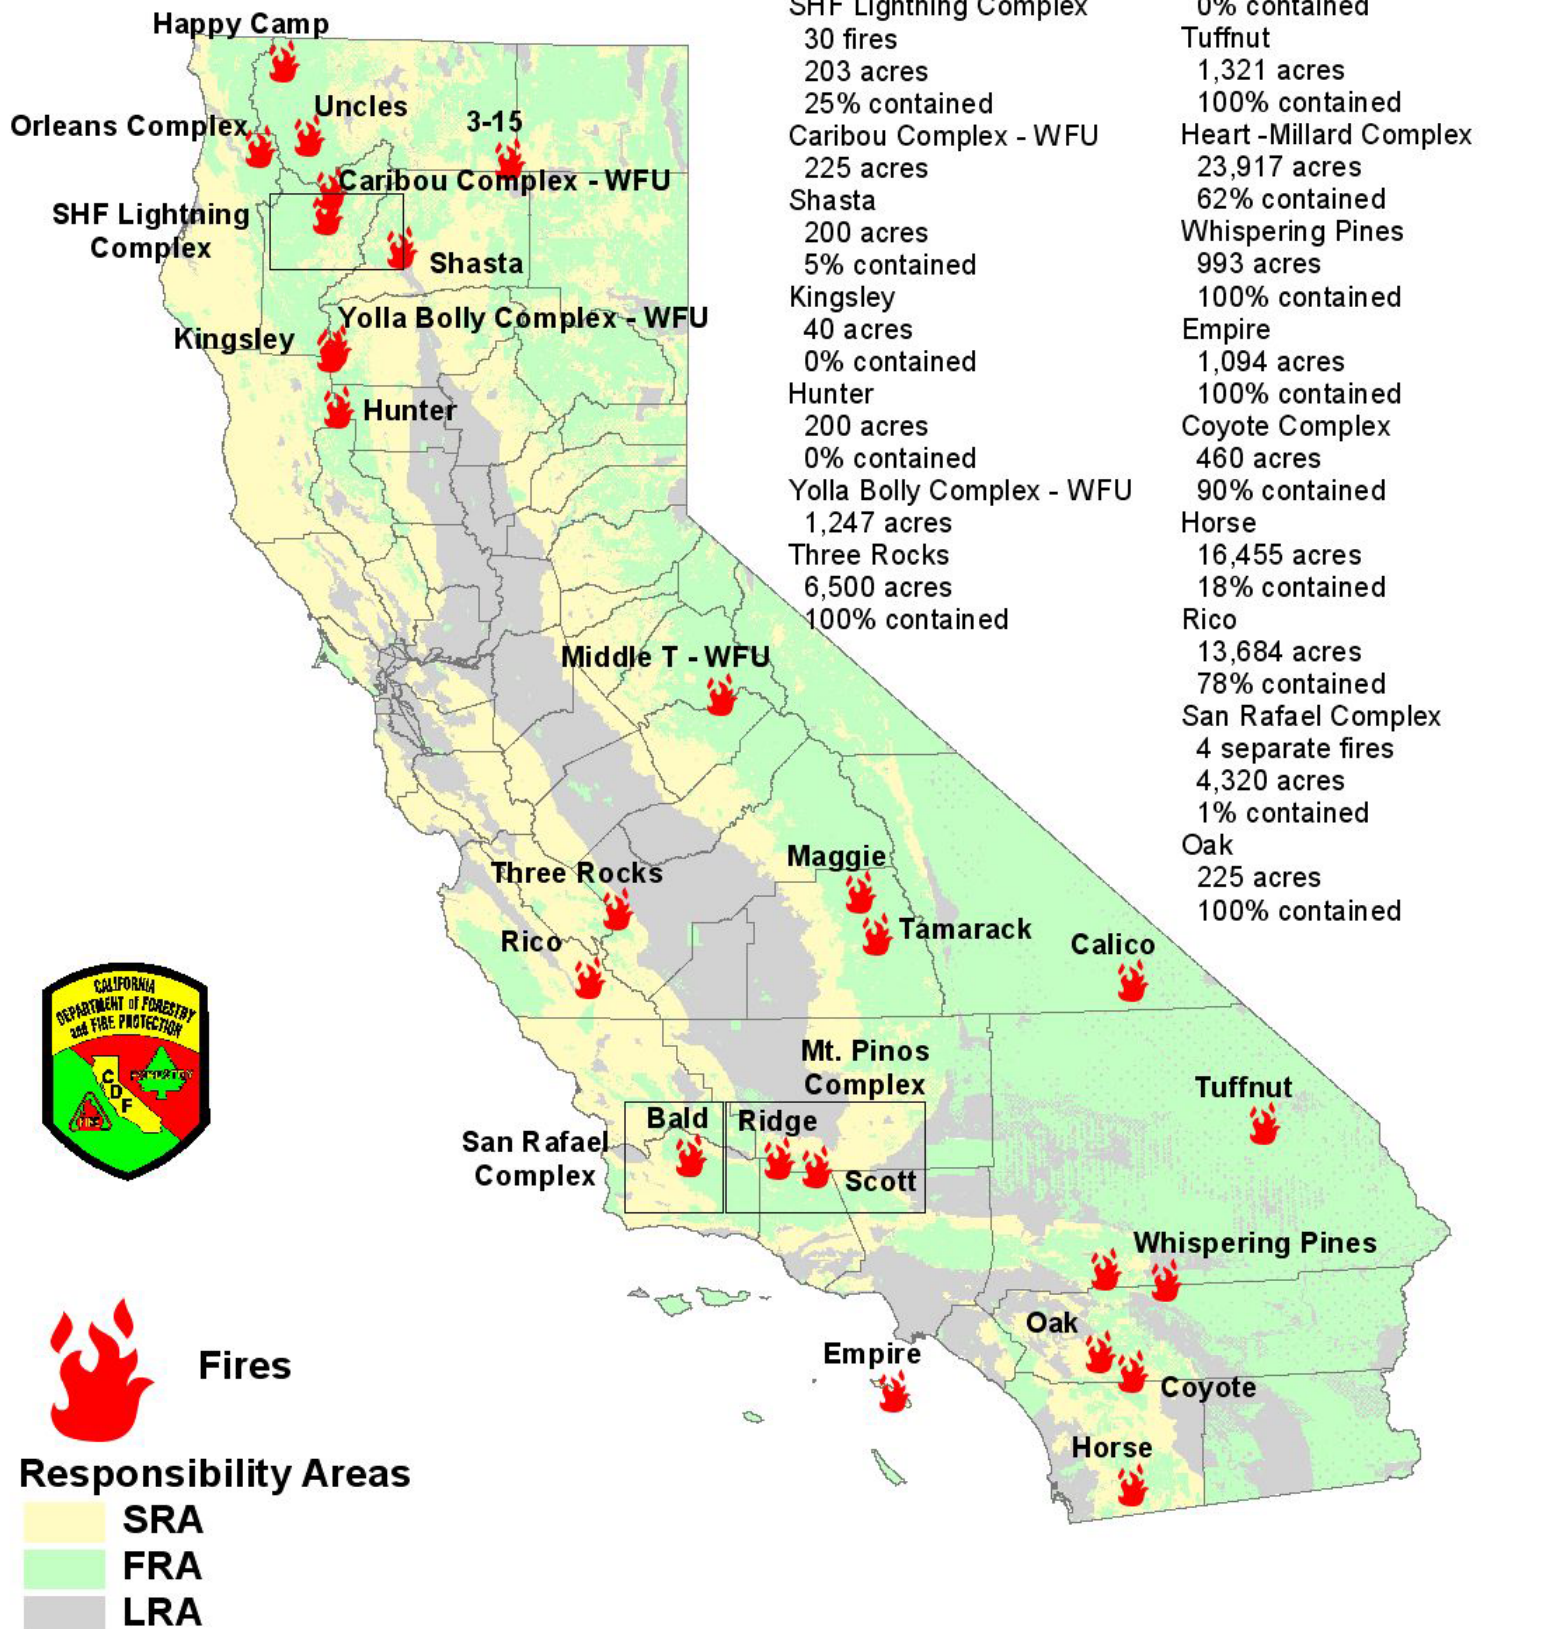 Happy Camp
Uncles
Orleans Complex
3-15
Caribou Complex - WFU
SHF Lightning
Complex
Shasta
Yolla Bolly Complex - WFU
Kingsley
Hunter
Middle T - WFU
Three Rocks
Rico
Maggie
Tamarack
Calico
Mt. Pinos
Complex
Tuffnut
San Rafael
Complex
Bald
Ridge
Scott
Whispering Pines
Oak
Empire
Coyote
Horse
SHF Lightning Complex
30 fires
203 acres
25% contained
Caribou Complex - WFU
225 acres
Shasta
200 acres
5% contained
Kingsley
40 acres
0% contained
Hunter
200 acres
0% contained
Yolla Bolly Complex - WFU
1,247 acres
Three Rocks
6,500 acres
100% contained
0% contained
Tuffnut
1,321 acres
100% contained
Heart -Millard Complex
23,917 acres
62% contained
Whispering Pines
993 acres
100% contained
Empire
1,094 acres
100% contained
Coyote Complex
460 acres
90% contained
Horse
16,455 acres
18% contained
Rico
13,684 acres
78% contained
San Rafael Complex
4 separate fires
4,320 acres
1% contained
Oak
225 acres
100% contained
CALIFORNIA
DEPARTMENT of FORESTRY
and FIRE PROTECTION
C
D
F
FIRE
Fires
Responsibility Areas
SRA
FRA
LRA